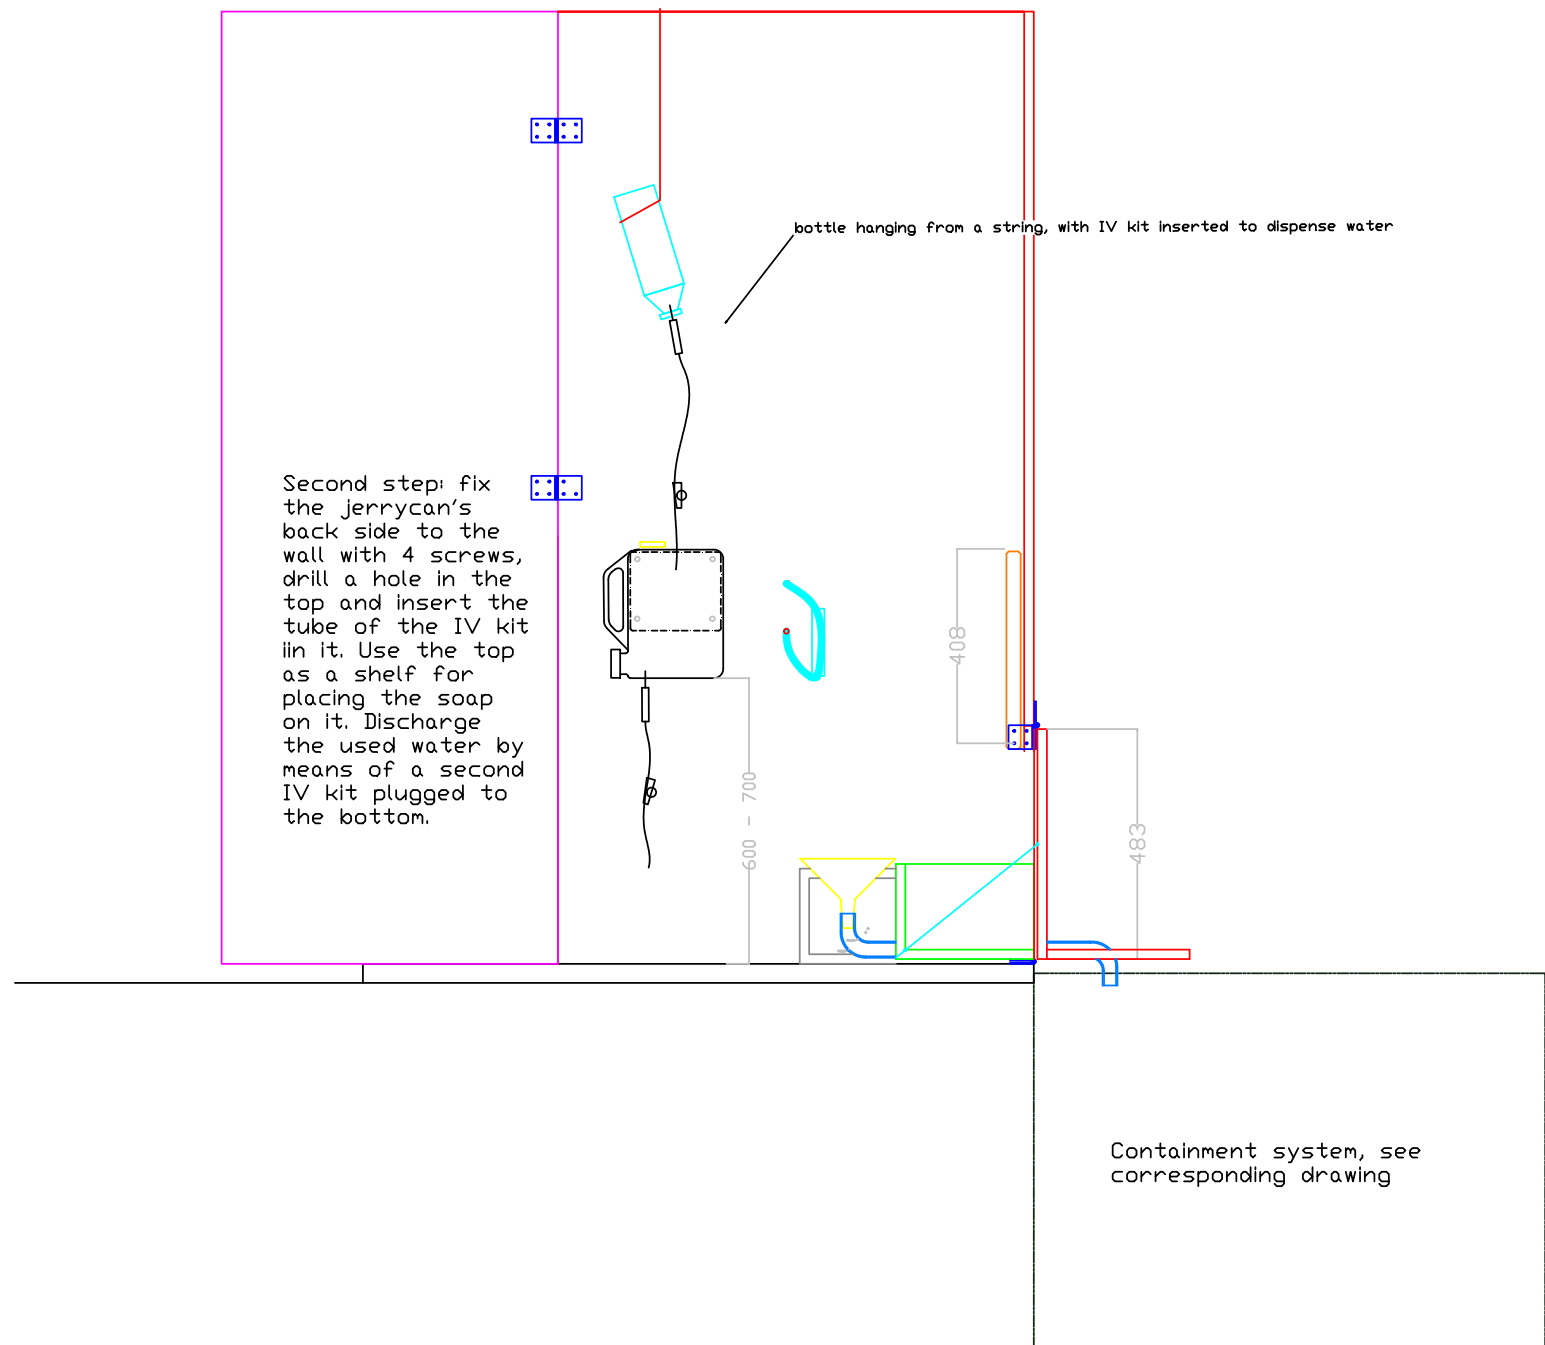 bottle hanging from a string, with IV kit inserted to dispense water
Second step: fix
the jerrycan's
back side to the
wall with 4 screws,
drill a hole in the
top and insert the
tube of the IV kit
iin it. Use the top
as a shelf for
placing the soap
on it. Discharge
the used water by
means of a second
IV kit plugged to
the bottom.
408
600 - 700
483
Containment system, see
corresponding drawing